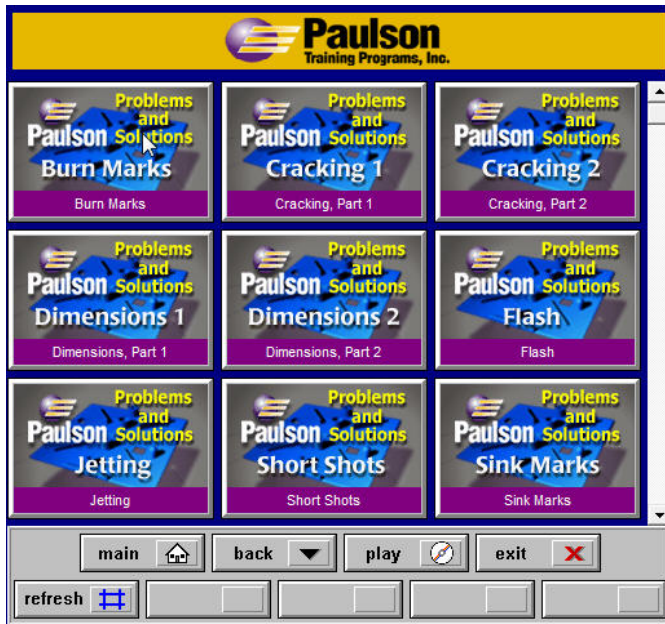 Paulson
Training Programs, Inc.
Problems
and
Paulson Solutions
Burn Marks
Burn Marks
Problems
and
Paulson Solutions
Cracking 1
Cracking, Part 1
Problems
and
Paulson Solutions
Cracking 2
Cracking, Part 2
Problems
and
Paulson Solutions
Dimensions 1
Dimensions, Part 1
Problems
and
Paulson Solutions
Dimensions 2
Dimensions, Part 2
Problems
and
Paulson Solutions
Flash
Flash
Problems
and
Paulson Solutions
Jetting
Jetting
Problems
and
Paulson Solutions
Short Shots
Short Shots
Problems
and
Paulson Solutions
Sink Marks
Sink Marks
main back play exit
refresh